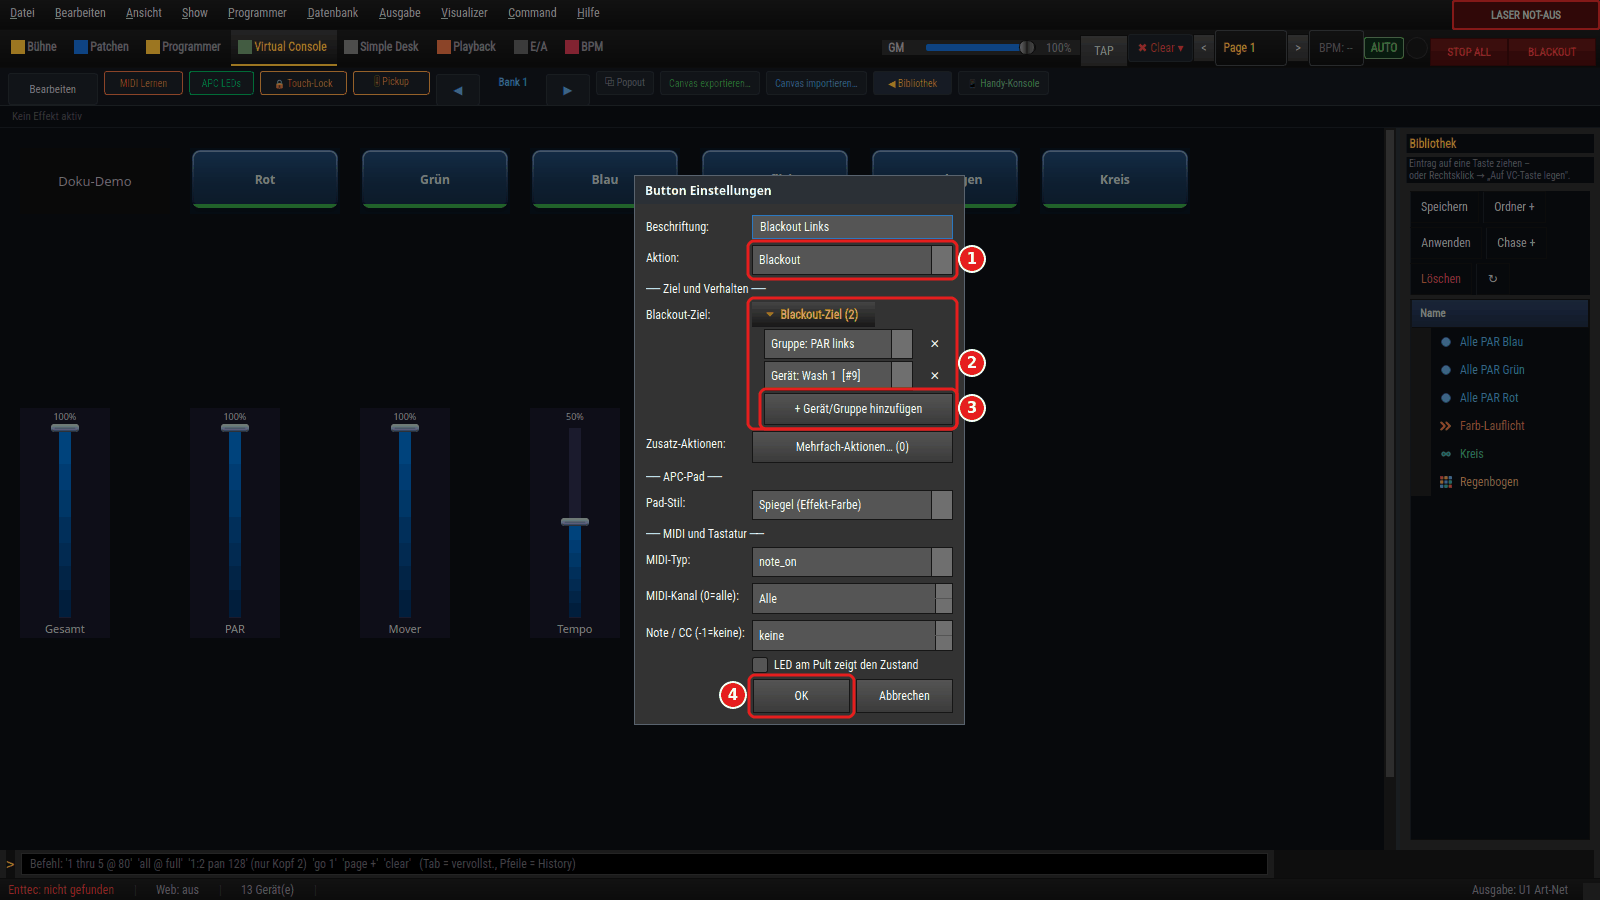 Datei Bearbeiten Ansicht Show Programmer Datenbank Ausgabe Visualizer Command Hilfe
LASER NOT-AUS
Bühne Patchen Programmer Virtual Console Simple Desk Playback E/A BPM
GM 100% TAP ✖ Clear ▾ < Page 1 > BPM: -- AUTO STOP ALL BLACKOUT
Bearbeiten MIDI Lernen APC LEDs Touch-Lock Pickup ◀ Bank 1 ▶ Popout Canvas exportieren... Canvas importieren... ◀ Bibliothek Handy-Konsole
Kein Effekt aktiv
Doku-Demo Rot Grün Blau gen Kreis
Button Einstellungen
Beschriftung: Blackout Links
Aktion: Blackout
1
── Ziel und Verhalten ──
Blackout-Ziel: Blackout-Ziel (2)
Gruppe: PAR links ✕
2
Gerät: Wash 1 [#9] ✕
+ Gerät/Gruppe hinzufügen
3
Zusatz-Aktionen: Mehrfach-Aktionen... (0)
── APC-Pad ──
Pad-Stil: Spiegel (Effekt-Farbe)
── MIDI und Tastatur ──
MIDI-Typ: note_on
MIDI-Kanal (0=alle): Alle
Note / CC (-1=keine): keine
LED am Pult zeigt den Zustand
4
OK Abbrechen
100% 100% 100% 50%
Gesamt PAR Mover Tempo
Bibliothek
Eintrag auf eine Taste ziehen –
oder Rechtsklick → „Auf VC-Taste legen".
Speichern Ordner +
Anwenden Chase +
Löschen ↻
Name
Alle PAR Blau
Alle PAR Grün
Alle PAR Rot
Farb-Lauflicht
Kreis
Regenbogen
> Befehl: '1 thru 5 @ 80' 'all @ full' '1:2 pan 128' (nur Kopf 2) 'go 1' 'page +' 'clear' (Tab = vervollst., Pfeile = History)
Enttec: nicht gefunden Web: aus 13 Gerät(e) Ausgabe: U1 Art-Net